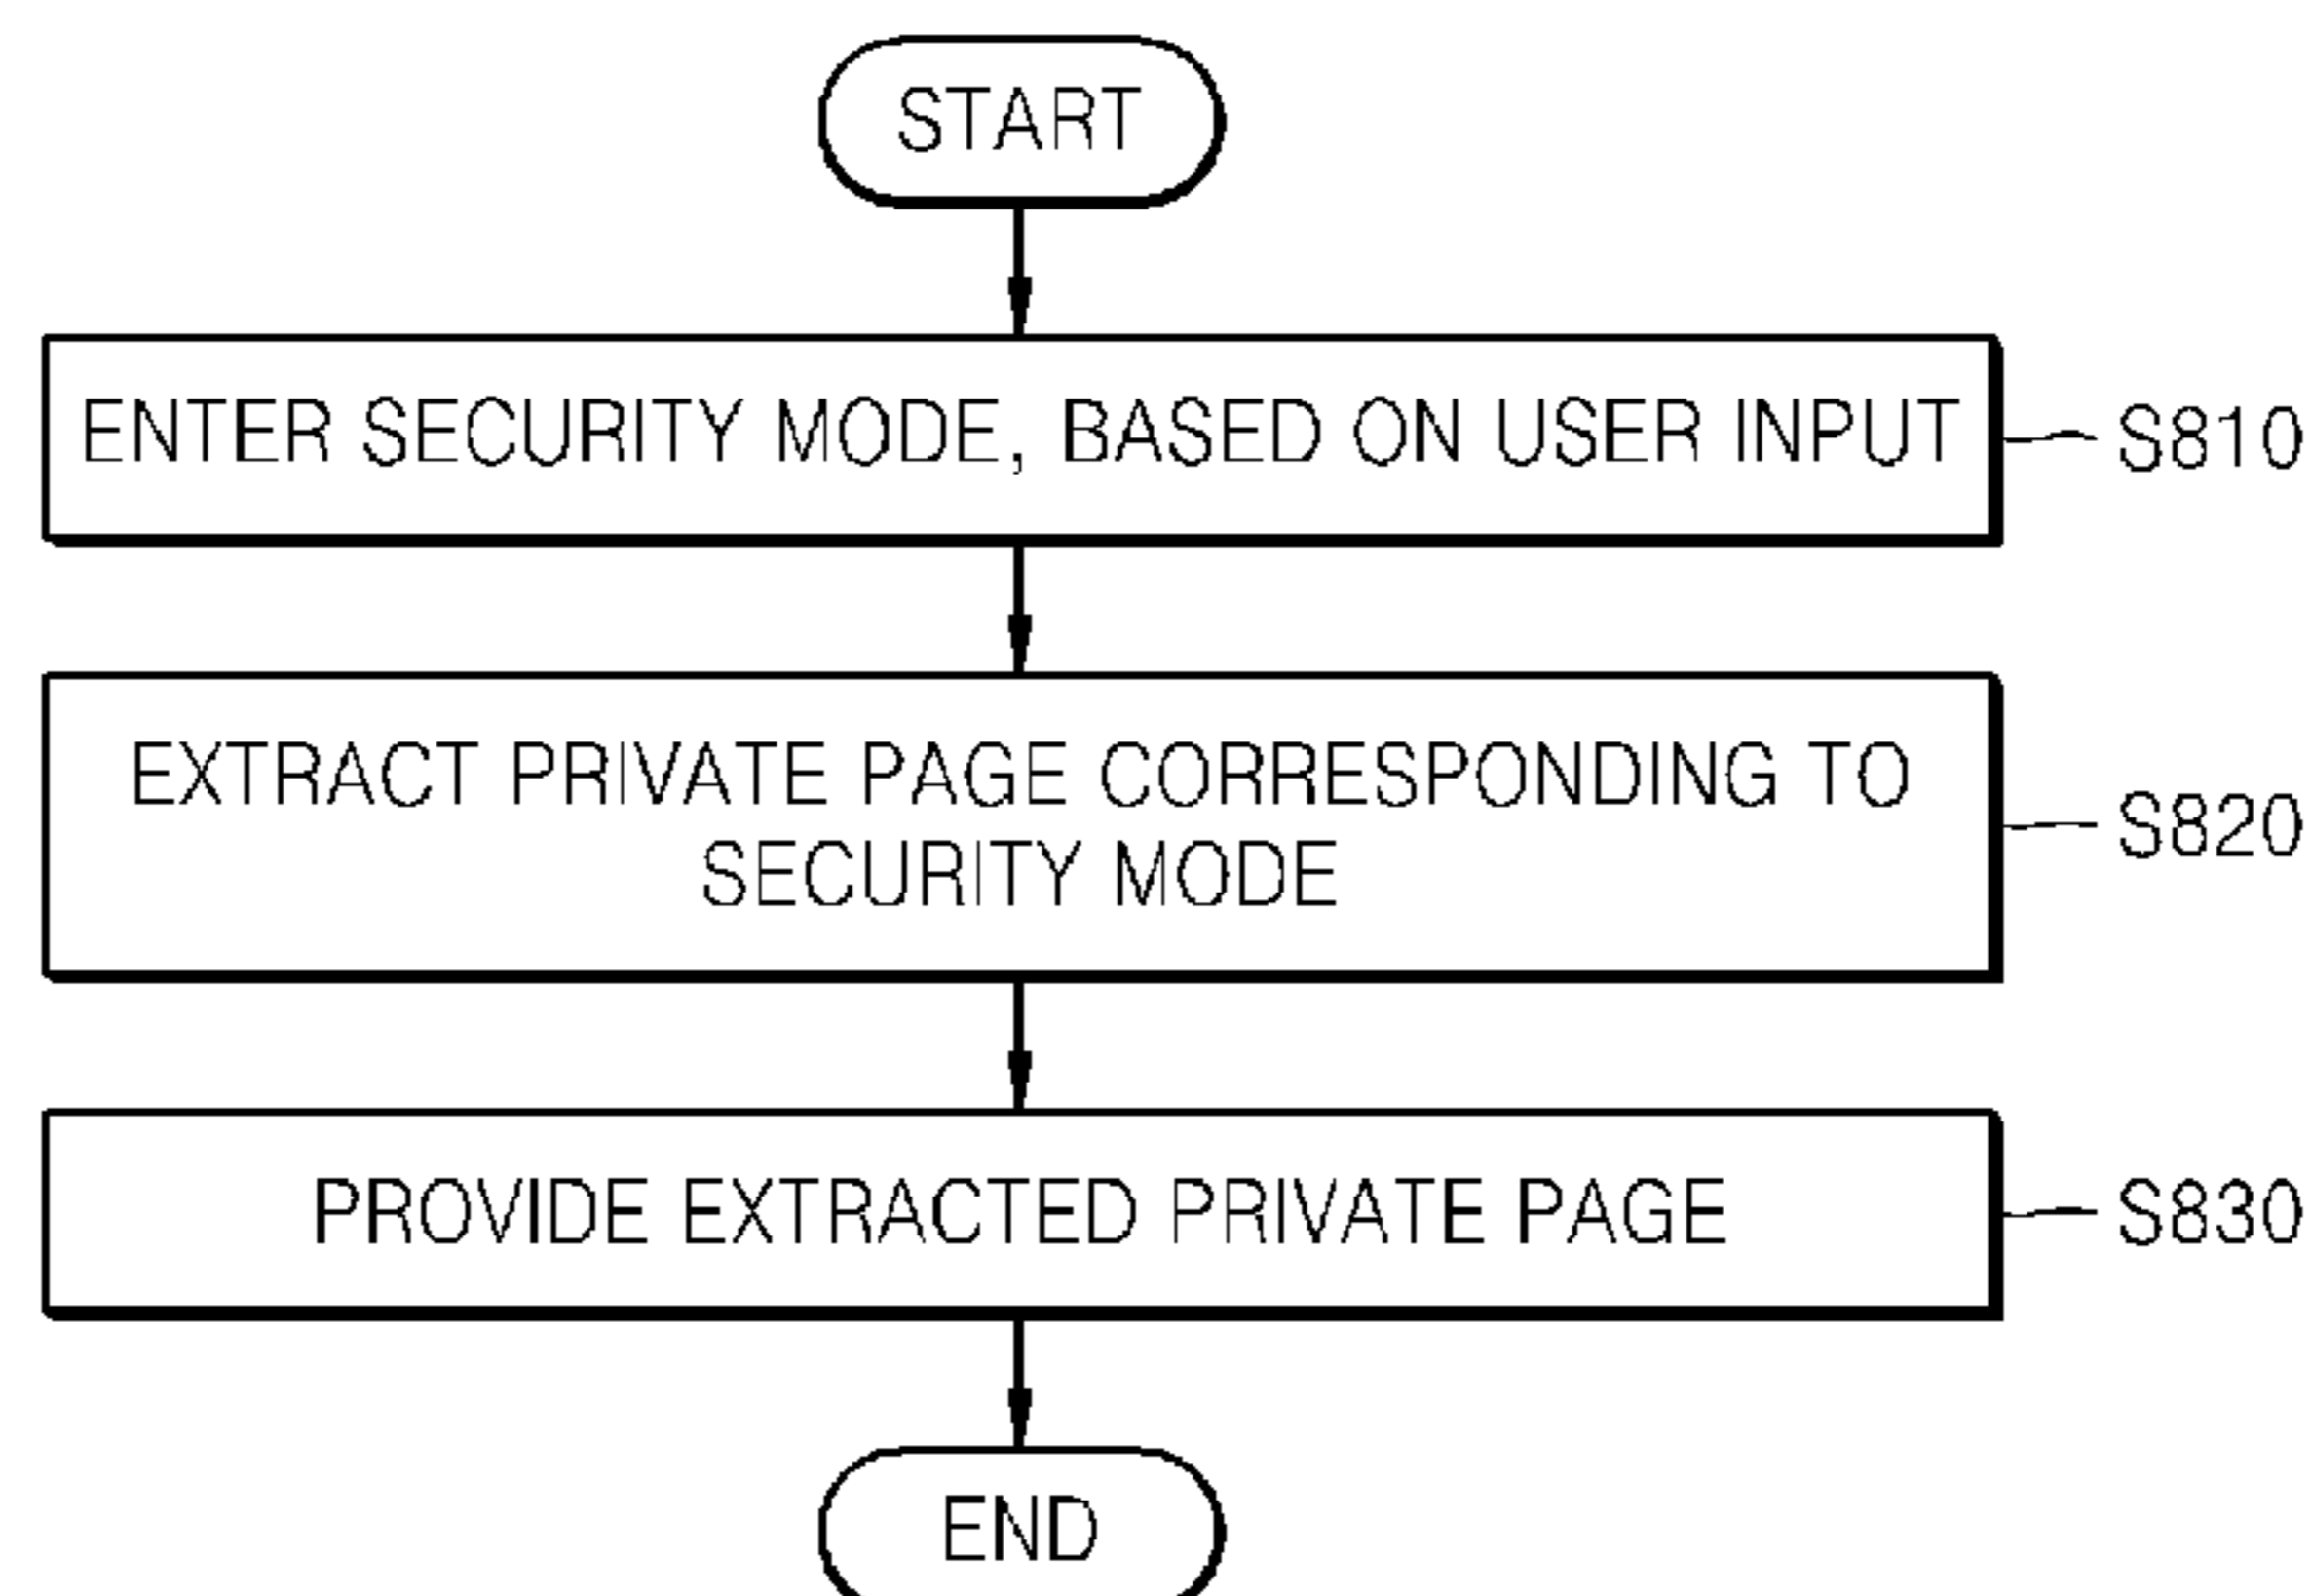 START
ENTER SECURITY MODE, BASED ON USER INPUT
S810
EXTRACT PRIVATE PAGE CORRESPONDING TO
SECURITY MODE
S820
PROVIDE EXTRACTED PRIVATE PAGE
S830
END